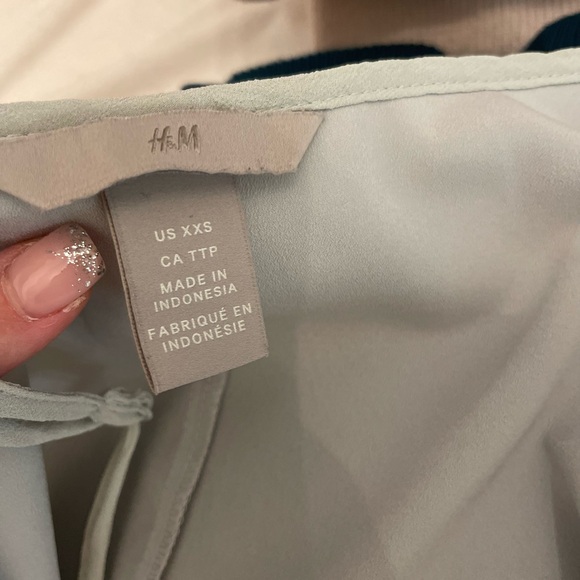 H&M
US XXS
CA TTP
MADE IN
INDONESIA
FABRIQUÉ EN
INDONÉSIE